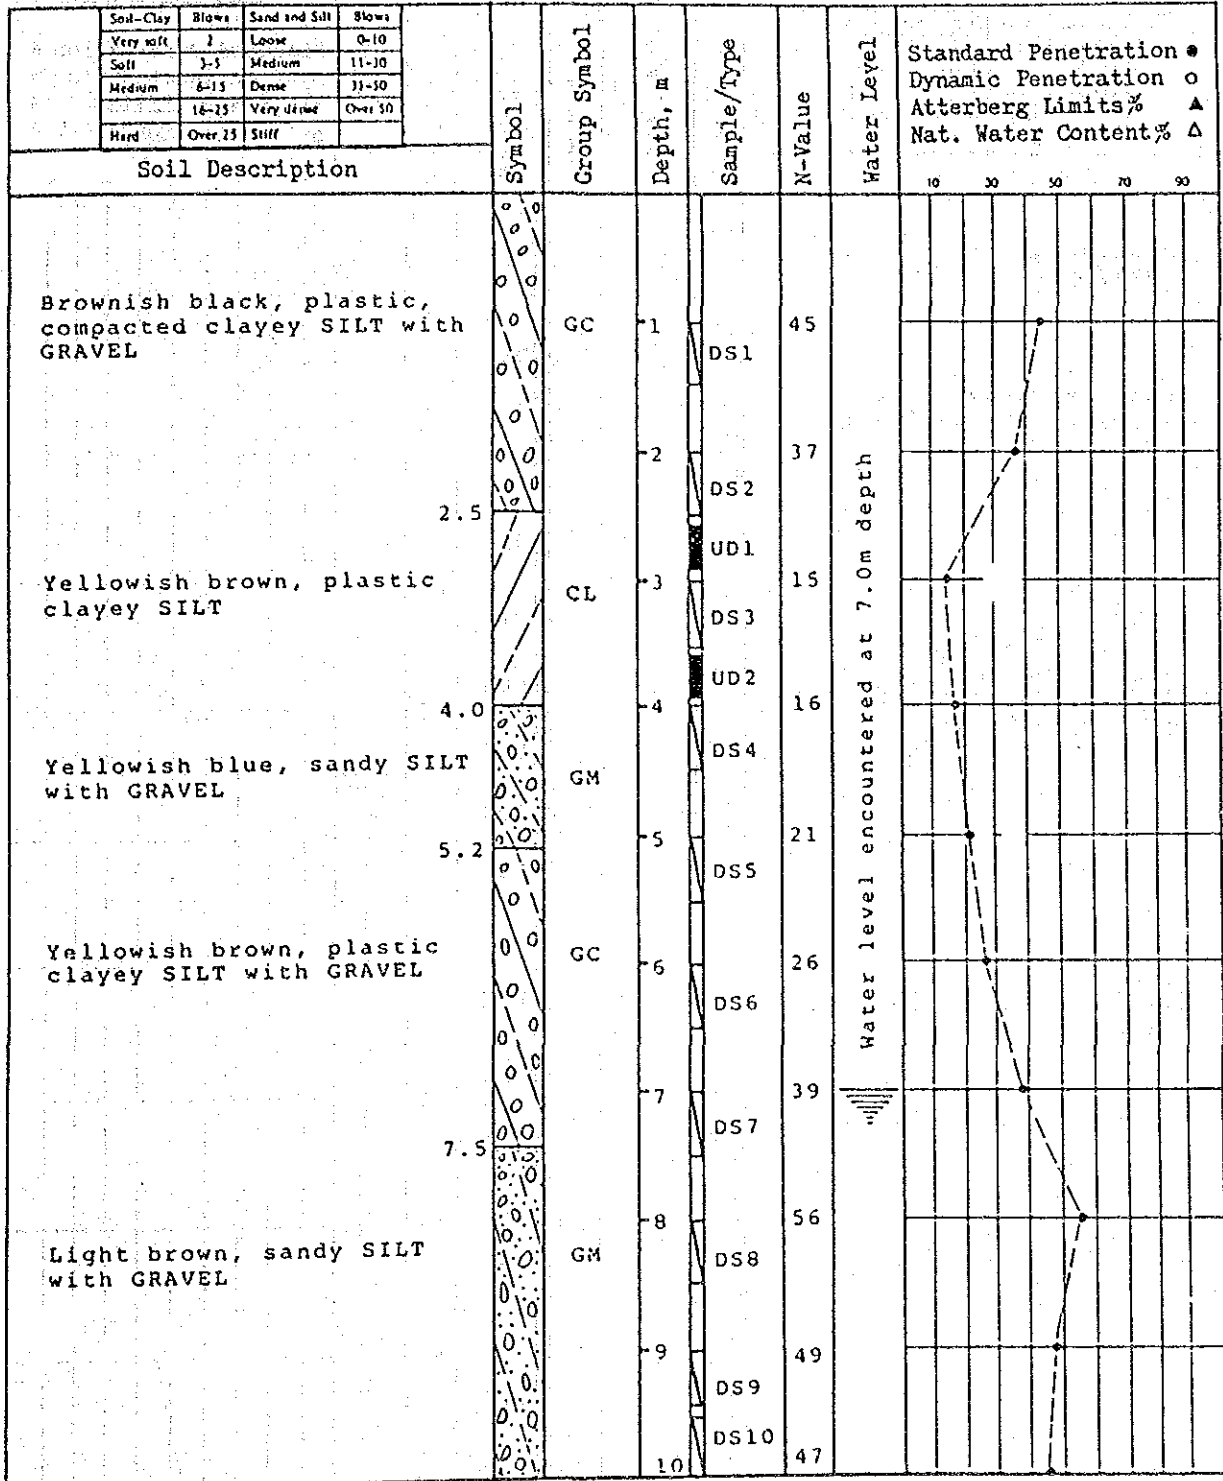 Soil-Clay Blows Sand and Silt Blows
Very soft 2 Loose 0-10
Soft 3-5 Medium 11-30
Medium 6-15 Dense 31-50
16-25 Very dense Over 50
Hard Over 25 Stiff
Soil Description
Symbol
Group Symbol
Depth, m
Sample/Type
N-Value
Water Level
Standard Penetration ●
Dynamic Penetration o
Atterberg Limits% ▲
Nat. Water Content% △
10 30 50 70 90
Brownish black, plastic,
compacted clayey SILT with
GRAVEL
GC
1
DS1
45
2
DS2
37
2.5
UD1
Yellowish brown, plastic
clayey SILT
CL
3
DS3
15
UD2
4.0
4
DS4
16
Yellowish blue, sandy SILT
with GRAVEL
GM
5
DS5
21
5.2
Yellowish brown, plastic
clayey SILT with GRAVEL
GC
6
DS6
26
Water level encountered at 7.0m depth
7
DS7
39
7.5
8
DS8
56
Light brown, sandy SILT
with GRAVEL
GM
9
DS9
49
DS10
10
47